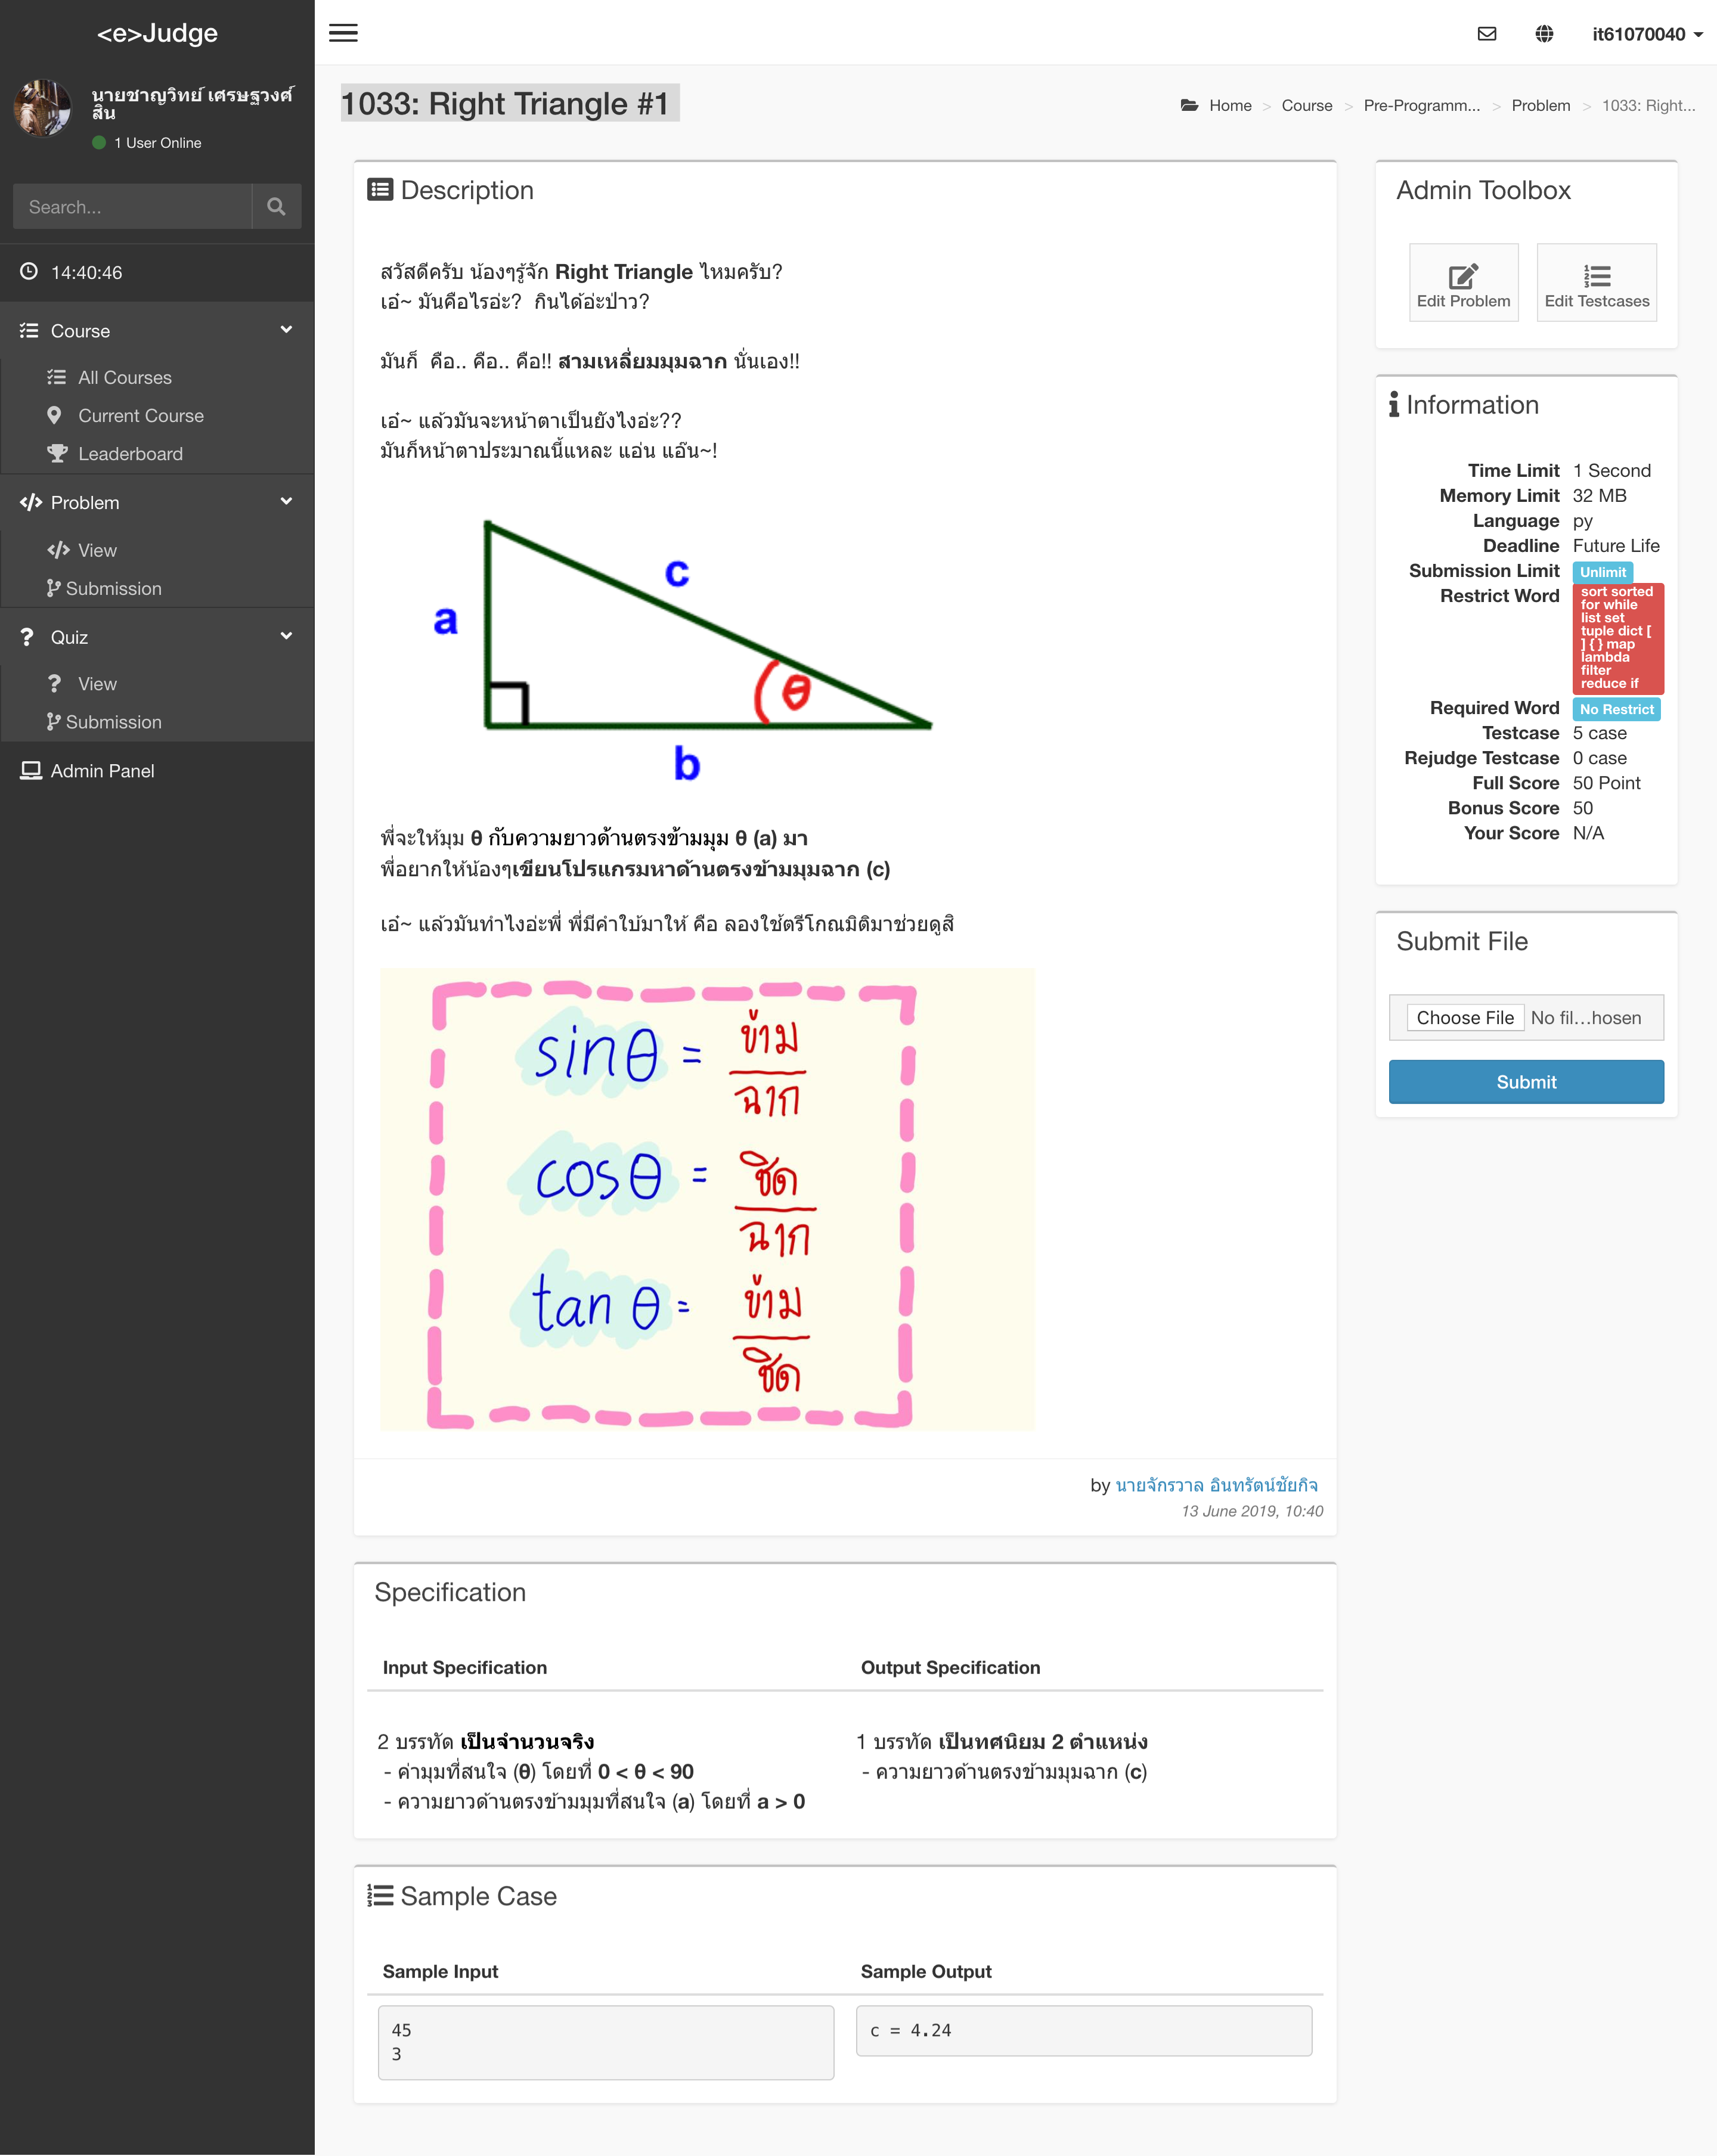 <e>Judge
นายชาญวิทย์ เศรษฐวงศ์
สิน
1 User Online
Search...
14:40:46
Course
All Courses
Current Course
Leaderboard
Problem
View
Submission
Quiz
View
Submission
Admin Panel
it61070040
1033: Right Triangle #1
Home > Course > Pre-Programm... > Problem > 1033: Right...
Description
สวัสดีครับ น้องๆรู้จัก Right Triangle ไหมครับ?
เอ๋~ มันคือไรอ่ะ? กินได้อ่ะป่าว?
มันก็ คือ.. คือ.. คือ!! สามเหลี่ยมมุมฉาก นั่นเอง!!
เอ๋~ แล้วมันจะหน้าตาเป็นยังไงอ่ะ??
มันก็หน้าตาประมาณนี้แหละ แอ่น แอ๊น~!
c
a
θ
b
พี่จะให้มุม θ กับความยาวด้านตรงข้ามมุม θ (a) มา
พี่อยากให้น้องๆเขียนโปรแกรมหาด้านตรงข้ามมุมฉาก (c)
เอ๋~ แล้วมันทำไงอ่ะพี่ พี่มีคำใบ้มาให้ คือ ลองใช้ตรีโกณมิติมาช่วยดูสิ
sinθ = ข้าม
ฉาก
cosθ = ชิด
ฉาก
tan θ = ข้าม
ชิด
by นายจักรวาล อินทรัตน์ชัยกิจ
13 June 2019, 10:40
Specification
Input Specification
2 บรรทัด เป็นจำนวนจริง
- ค่ามุมที่สนใจ (θ) โดยที่ 0 < θ < 90
- ความยาวด้านตรงข้ามมุมที่สนใจ (a) โดยที่ a > 0
Output Specification
1 บรรทัด เป็นทศนิยม 2 ตำแหน่ง
- ความยาวด้านตรงข้ามมุมฉาก (c)
Sample Case
Sample Input
45
3
Sample Output
c = 4.24
Admin Toolbox
Edit Problem
Edit Testcases
Information
Time Limit 1 Second
Memory Limit 32 MB
Language py
Deadline Future Life
Submission Limit Unlimit
Restrict Word sort sorted
for while
list set
tuple dict [
] { } map
lambda
filter
reduce if
Required Word No Restrict
Testcase 5 case
Rejudge Testcase 0 case
Full Score 50 Point
Bonus Score 50
Your Score N/A
Submit File
Choose File No fil...hosen
Submit